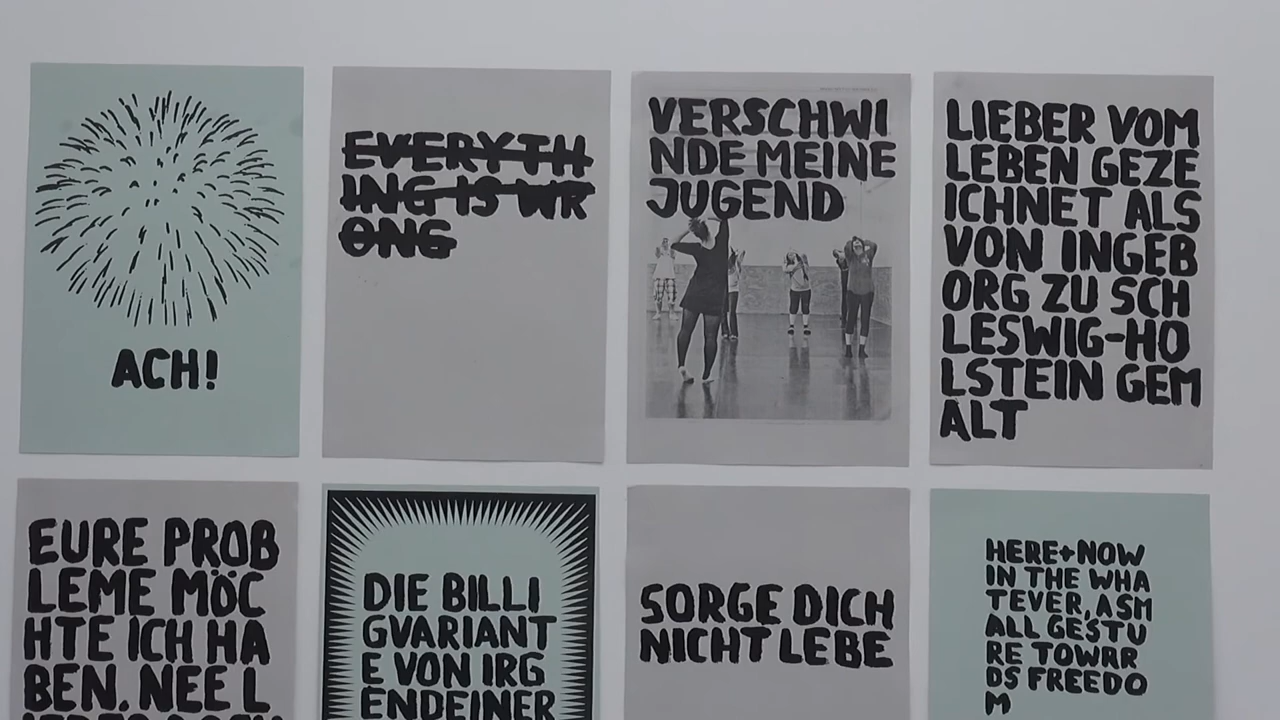 ACH!
EVERYTH
ING IS WR
ONG
VERSCHWI
NDE MEINE
JUGEND
LIEBER VOM
LEBEN GEZE
ICHNET ALS
VON INGEB
ORG ZU SCH
LESWIG-HO
LSTEIN GEM
ALT
EURE PROB
LEME MÖC
HTE ICH HA
BEN. NEE L
DIE BILLI
GVARIANT
E VON IRG
ENDEINER
SORGE DICH
NICHT LEBE
HERE+NOW
IN THE WHA
TEVER, A SM
ALL GESTU
RE TOWAR
DS FREEDO
M